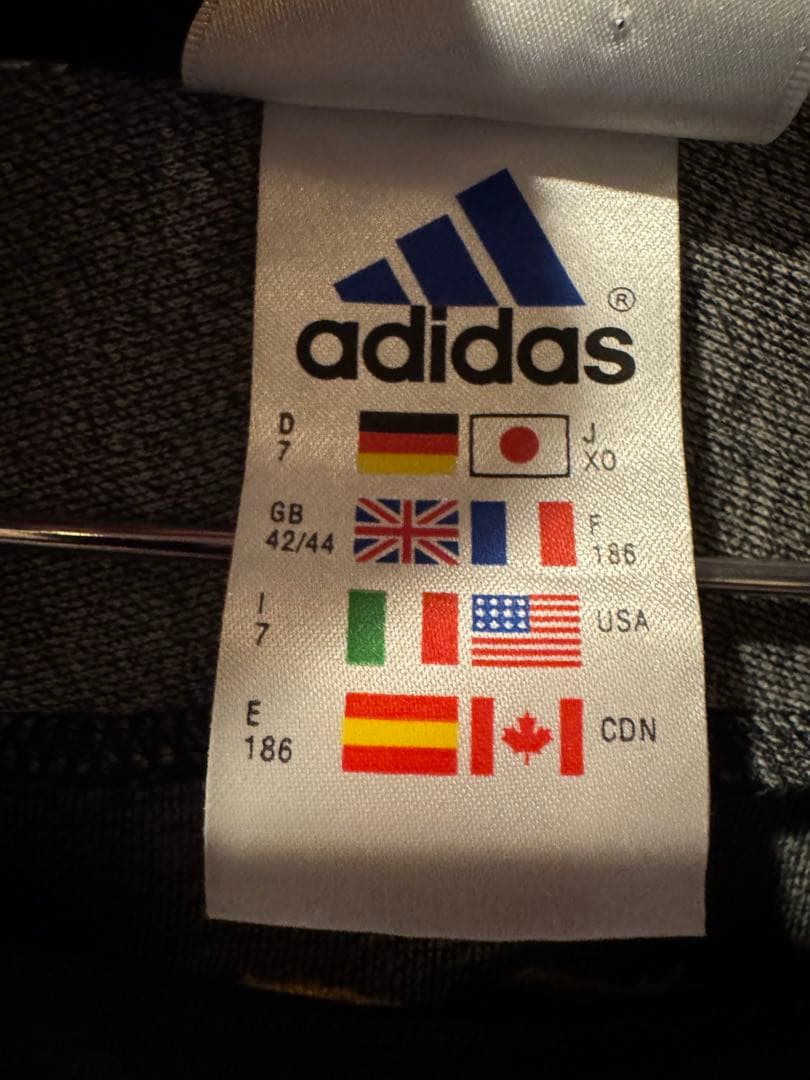 adidas ®
D
7
J
XO
GB
42/44
F
186
I
7
USA
E
186
CDN